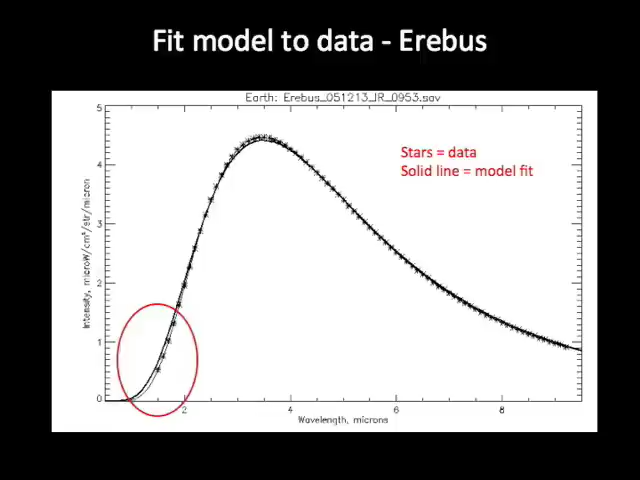 Fit model to data - Erebus
Earth: Erebus_051213_IR_0953.sav
Stars = data
Solid line = model fit
Intensity, microW/cm²/str/micron
5
4
3
2
1
0
2
4
6
8
Wavelength, microns